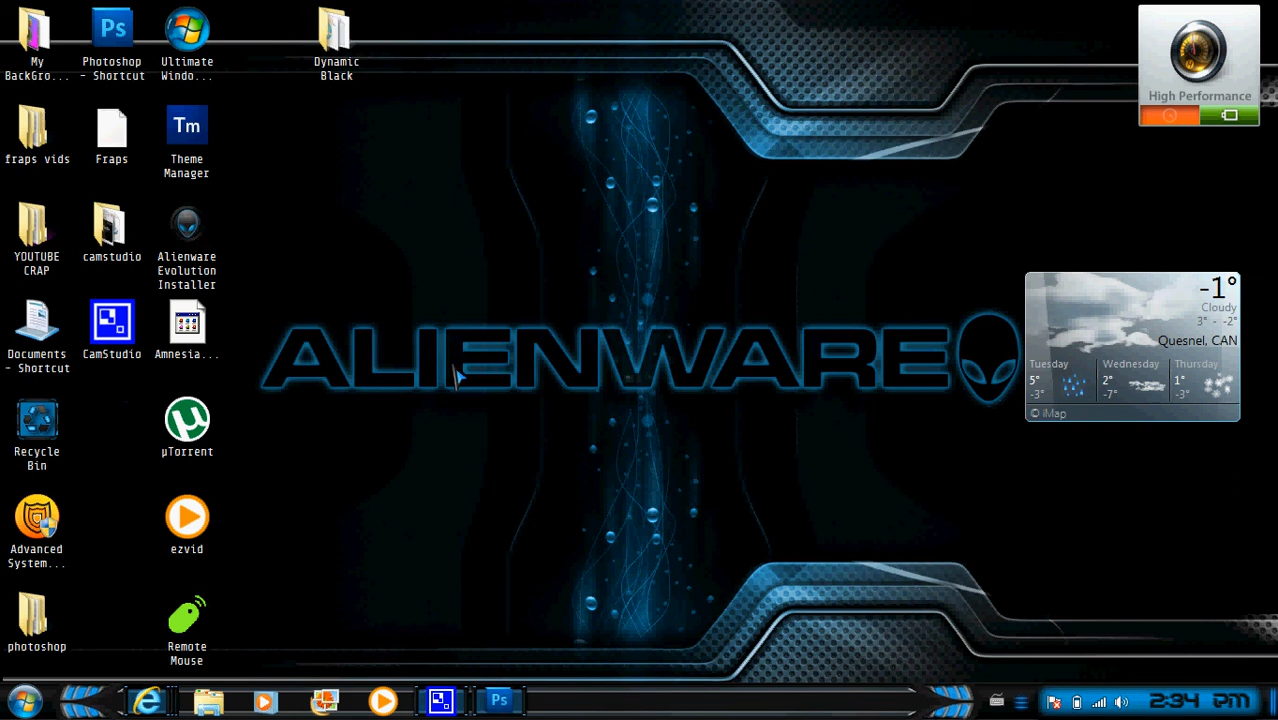 My
BackGro...
Photoshop
- Shortcut
Ultimate
Windo...
Dynamic
Black
fraps vids
Fraps
Tm
Theme
Manager
YOUTUBE
CRAP
camstudio
Alienware
Evolution
Installer
Documents
- Shortcut
CamStudio
Amnesia...
Recycle
Bin
µ
µTorrent
Advanced
System...
ezvid
photoshop
Remote
Mouse
Ps
ALIENWARE
High Performance
-1°
Cloudy
3° - -2°
Quesnel, CAN
Tuesday
5°
-3°
Wednesday
2°
-7°
Thursday
1°
-3°
© iMap
Ps
2:34 PM